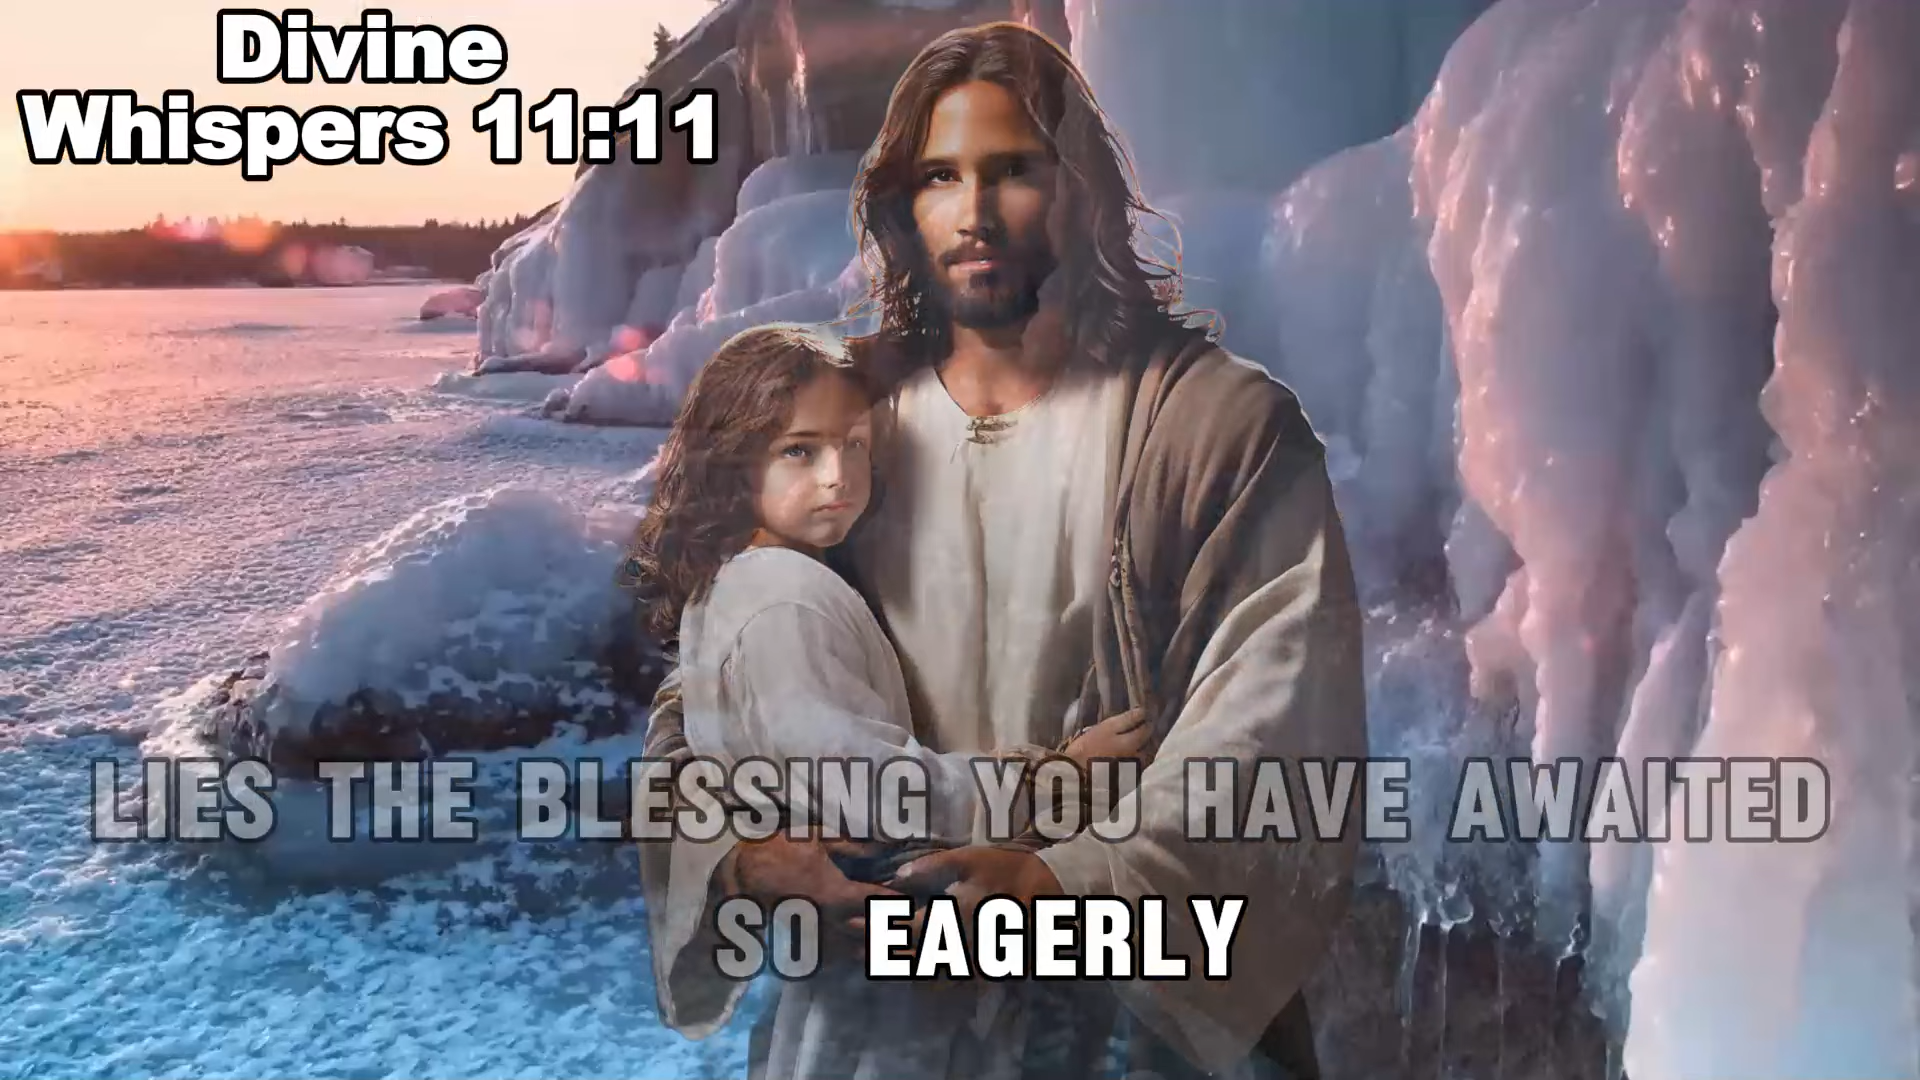 Divine
Whispers 11:11
LIES THE BLESSING YOU HAVE AWAITED
SO EAGERLY